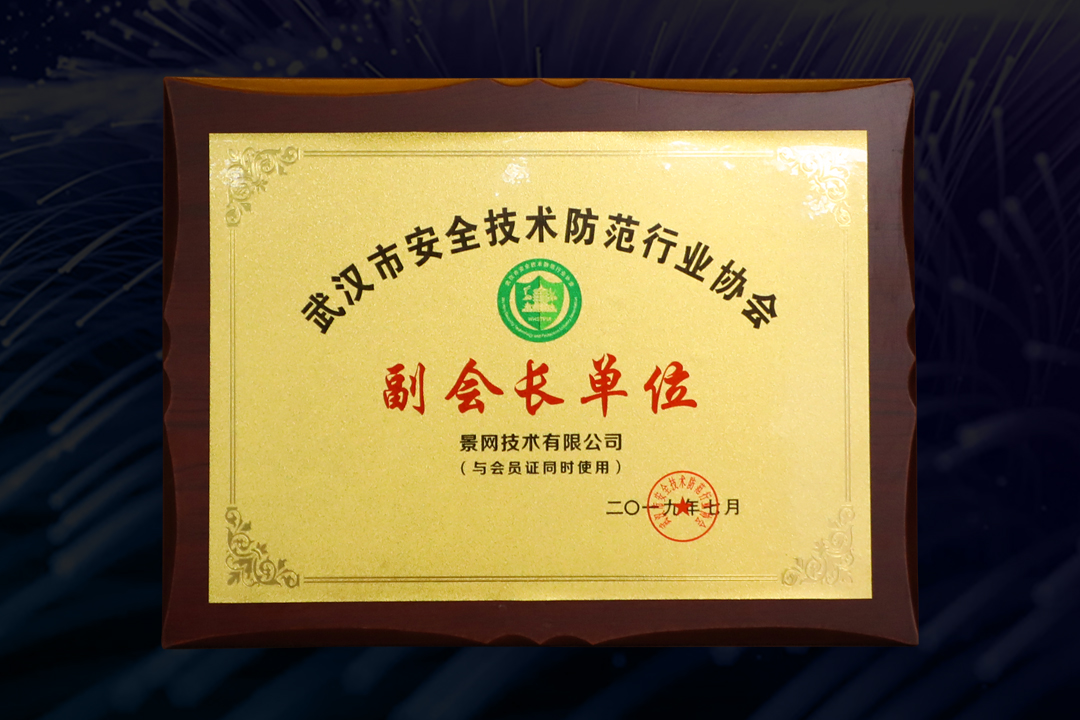 武汉市安全技术防范行业协会
副会长单位
景网技术有限公司
（与会员证同时使用）
二〇一九年七月